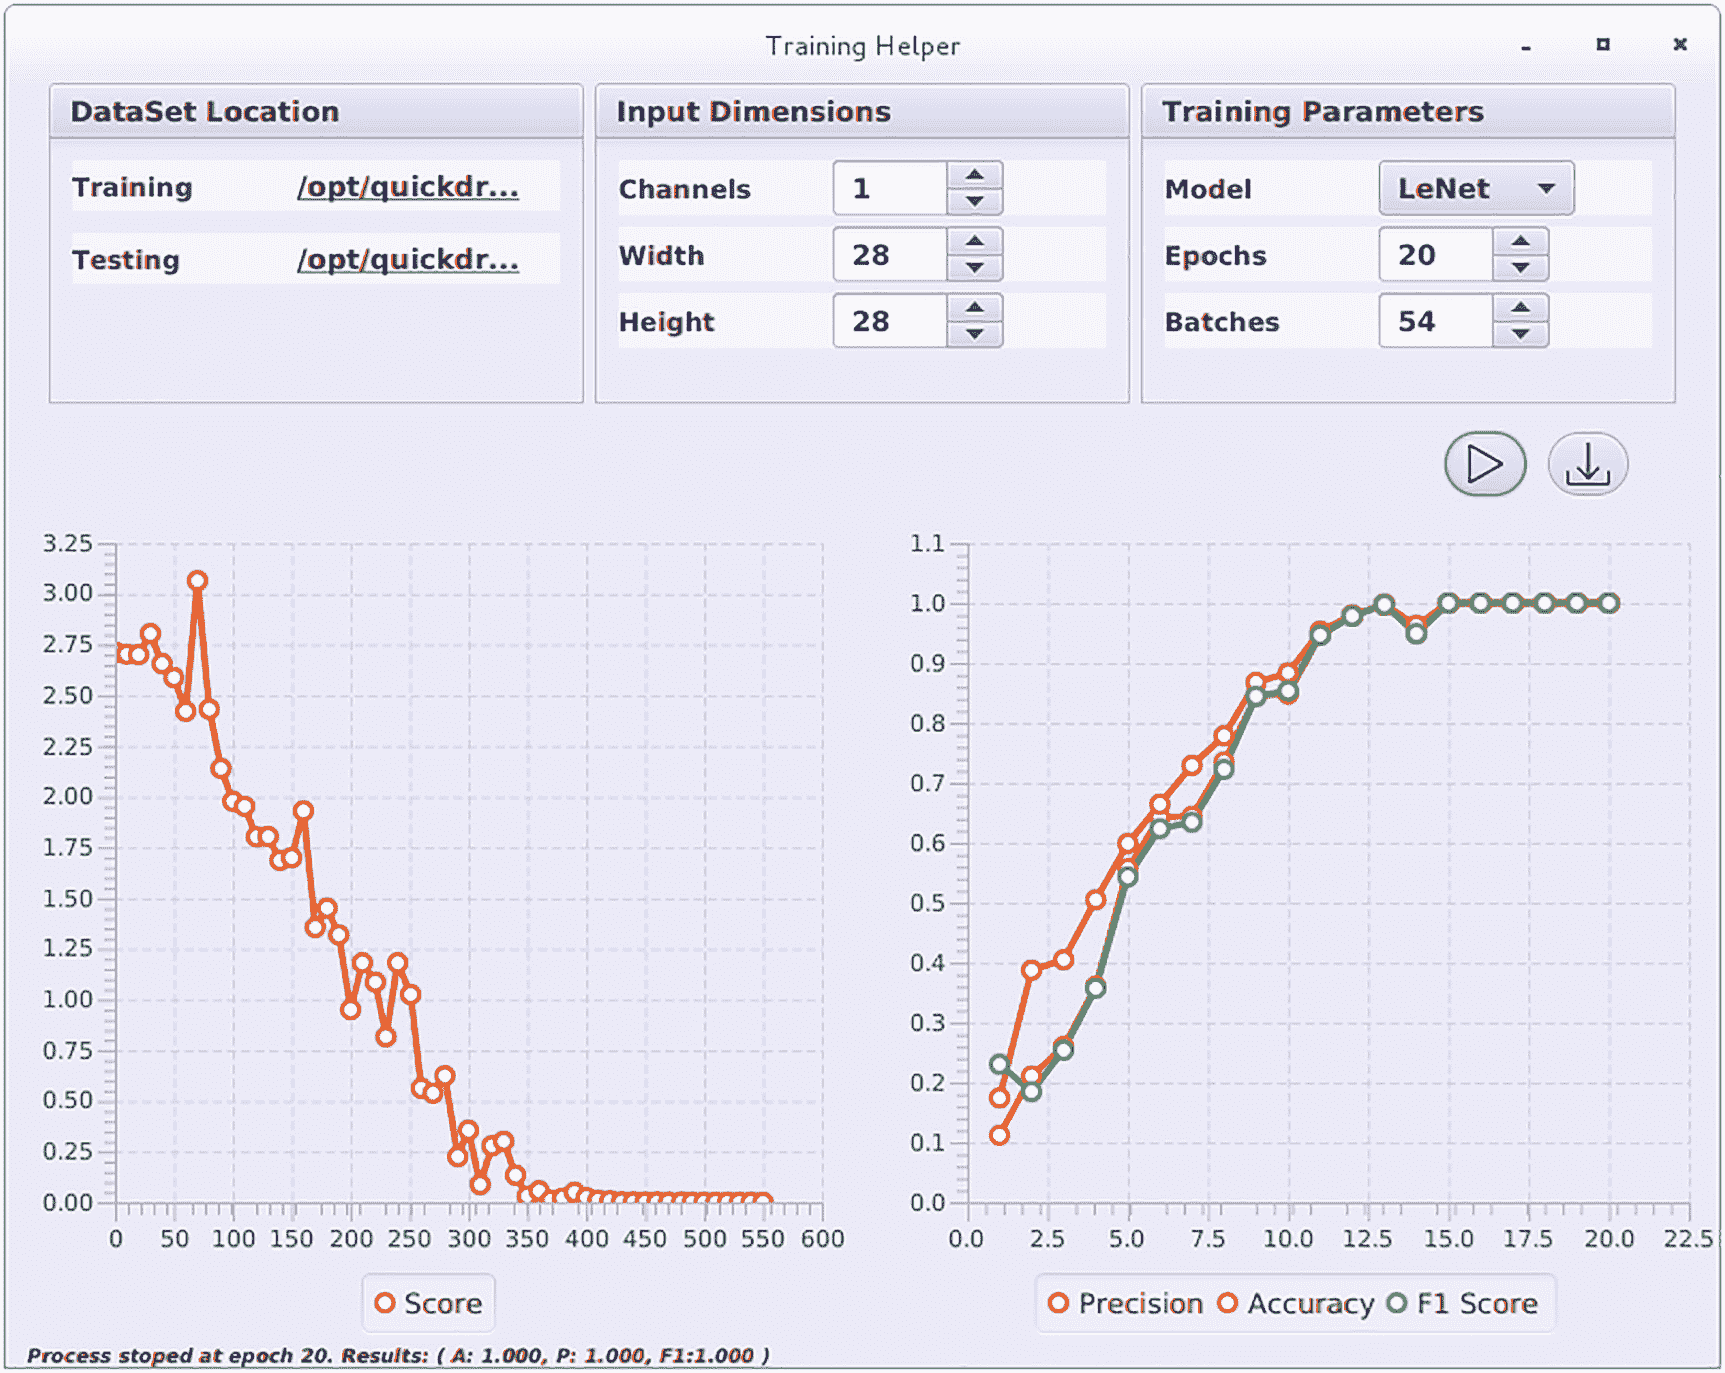 Training Helper
DataSet Location
Training /opt/quickdr...
Testing /opt/quickdr...
Input Dimensions
Channels 1
Width 28
Height 28
Training Parameters
Model LeNet
Epochs 20
Batches 54
3.25
3.00
2.75
2.50
2.25
2.00
1.75
1.50
1.25
1.00
0.75
0.50
0.25
0.00
0 50 100 150 200 250 300 350 400 450 500 550 600
Score
1.1
1.0
0.9
0.8
0.7
0.6
0.5
0.4
0.3
0.2
0.1
0.0
0.0 2.5 5.0 7.5 10.0 12.5 15.0 17.5 20.0 22.5
Precision Accuracy F1 Score
Process stoped at epoch 20. Results: ( A: 1.000, P: 1.000, F1:1.000 )